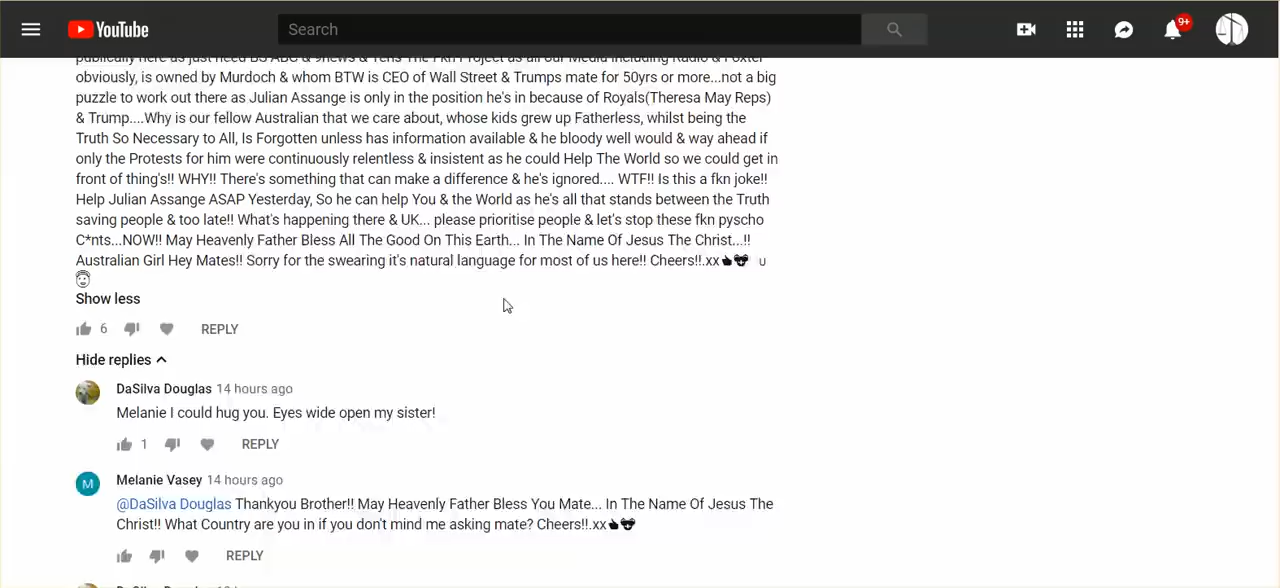 YouTube
Search
9+
publically here as just need BS ABC & 9news & Tens The Fkn Project as all our Media including Radio & Foxtel
obviously, is owned by Murdoch & whom BTW is CEO of Wall Street & Trumps mate for 50yrs or more...not a big
puzzle to work out there as Julian Assange is only in the position he's in because of Royals(Theresa May Reps)
& Trump....Why is our fellow Australian that we care about, whose kids grew up Fatherless, whilst being the
Truth So Necessary to All, Is Forgotten unless has information available & he bloody well would & way ahead if
only the Protests for him were continuously relentless & insistent as he could Help The World so we could get in
front of thing's!! WHY!! There's something that can make a difference & he's ignored.... WTF!! Is this a fkn joke!!
Help Julian Assange ASAP Yesterday, So he can help You & the World as he's all that stands between the Truth
saving people & too late!! What's happening there & UK... please prioritise people & let's stop these fkn pyscho
C*nts...NOW!! May Heavenly Father Bless All The Good On This Earth... In The Name Of Jesus The Christ...!!
Australian Girl Hey Mates!! Sorry for the swearing it's natural language for most of us here!! Cheers!!.xx
Show less
6 REPLY
Hide replies
DaSilva Douglas 14 hours ago
Melanie I could hug you. Eyes wide open my sister!
1 REPLY
M
Melanie Vasey 14 hours ago
@DaSilva Douglas Thankyou Brother!! May Heavenly Father Bless You Mate... In The Name Of Jesus The
Christ!! What Country are you in if you don't mind me asking mate? Cheers!!.xx
REPLY